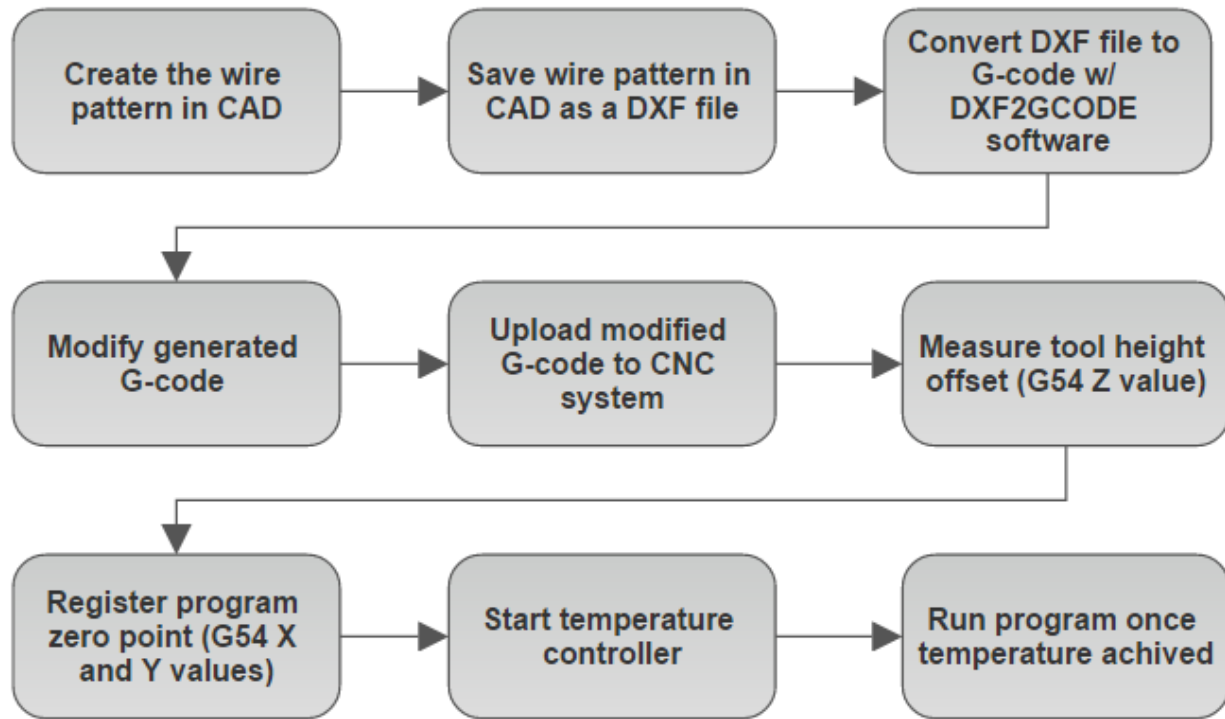 Create the wire
pattern in CAD
Save wire pattern in
CAD as a DXF file
Convert DXF file to
G-code w/
DXF2GCODE
software
Modify generated
G-code
Upload modified
G-code to CNC
system
Measure tool height
offset (G54 Z value)
Register program
zero point (G54 X
and Y values)
Start temperature
controller
Run program once
temperature achived